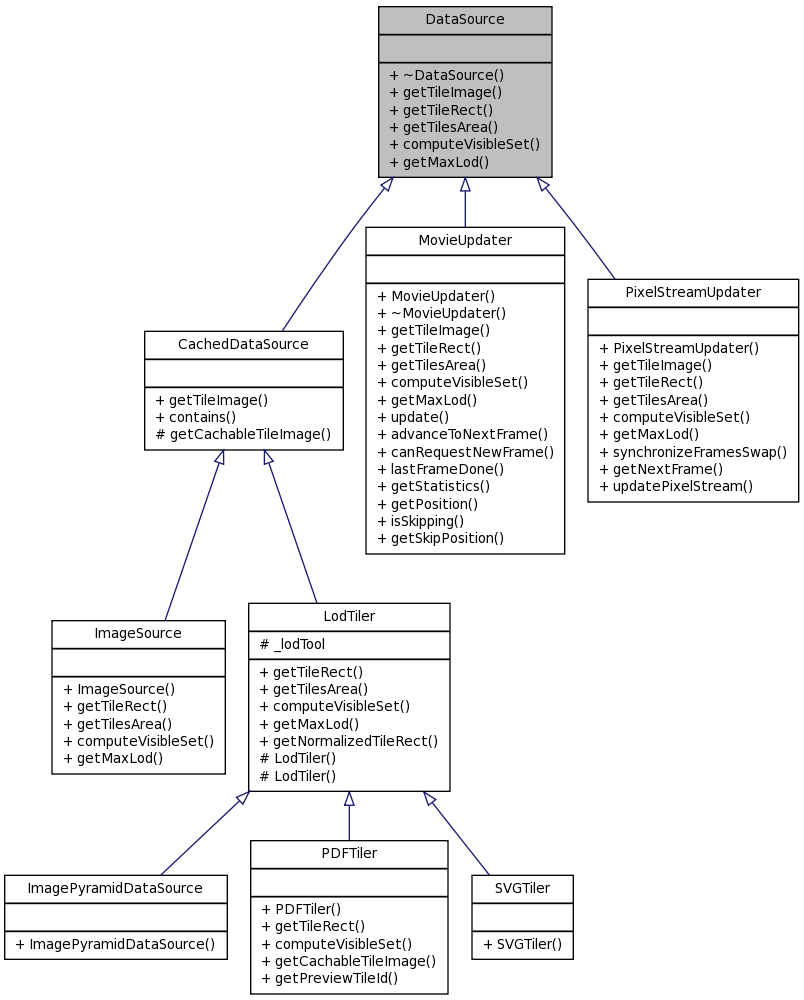 DataSource
+ ~DataSource()
+ getTileImage()
+ getTileRect()
+ getTilesArea()
+ computeVisibleSet()
+ getMaxLod()
MovieUpdater
+ MovieUpdater()
+ ~MovieUpdater()
+ getTileImage()
+ getTileRect()
+ getTilesArea()
+ computeVisibleSet()
+ getMaxLod()
+ update()
+ advanceToNextFrame()
+ canRequestNewFrame()
+ lastFrameDone()
+ getStatistics()
+ getPosition()
+ isSkipping()
+ getSkipPosition()
PixelStreamUpdater
+ PixelStreamUpdater()
+ getTileImage()
+ getTileRect()
+ getTilesArea()
+ computeVisibleSet()
+ getMaxLod()
+ synchronizeFramesSwap()
+ getNextFrame()
+ updatePixelStream()
CachedDataSource
+ getTileImage()
+ contains()
# getCachableTileImage()
ImageSource
+ ImageSource()
+ getTileRect()
+ getTilesArea()
+ computeVisibleSet()
+ getMaxLod()
LodTiler
# _lodTool
+ getTileRect()
+ getTilesArea()
+ computeVisibleSet()
+ getMaxLod()
+ getNormalizedTileRect()
# LodTiler()
# LodTiler()
ImagePyramidDataSource
+ ImagePyramidDataSource()
PDFTiler
+ PDFTiler()
+ getTileRect()
+ computeVisibleSet()
+ getCachableTileImage()
+ getPreviewTileId()
SVGTiler
+ SVGTiler()